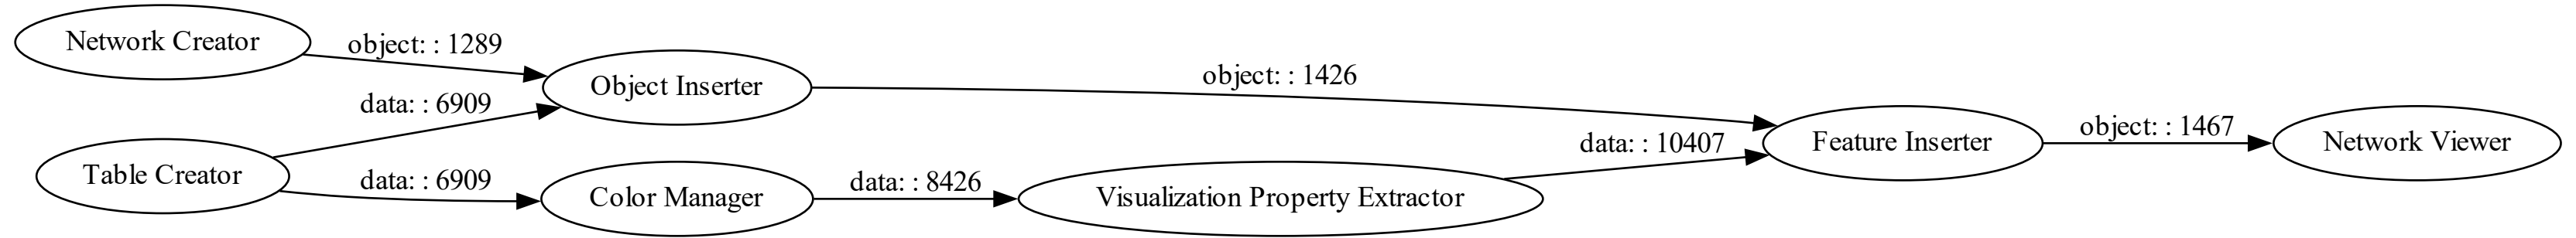 Network Creator
object: : 1289
Object Inserter
data: : 6909
Table Creator
data: : 6909
Color Manager
data: : 8426
Visualization Property Extractor
object: : 1426
data: : 10407
Feature Inserter
object: : 1467
Network Viewer